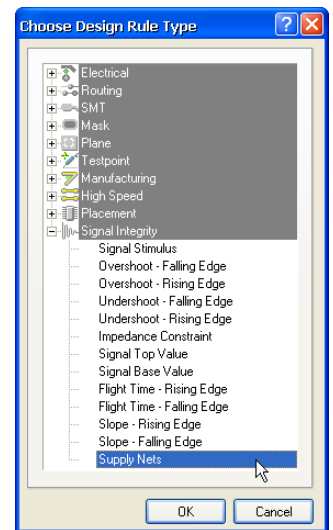 Choose Design Rule Type
Electrical
Routing
SMT
Mask
Plane
Testpoint
Manufacturing
High Speed
Placement
Signal Integrity
Signal Stimulus
Overshoot - Falling Edge
Overshoot - Rising Edge
Undershoot - Falling Edge
Undershoot - Rising Edge
Impedance Constraint
Signal Top Value
Signal Base Value
Flight Time - Rising Edge
Flight Time - Falling Edge
Slope - Rising Edge
Slope - Falling Edge
Supply Nets
OK Cancel